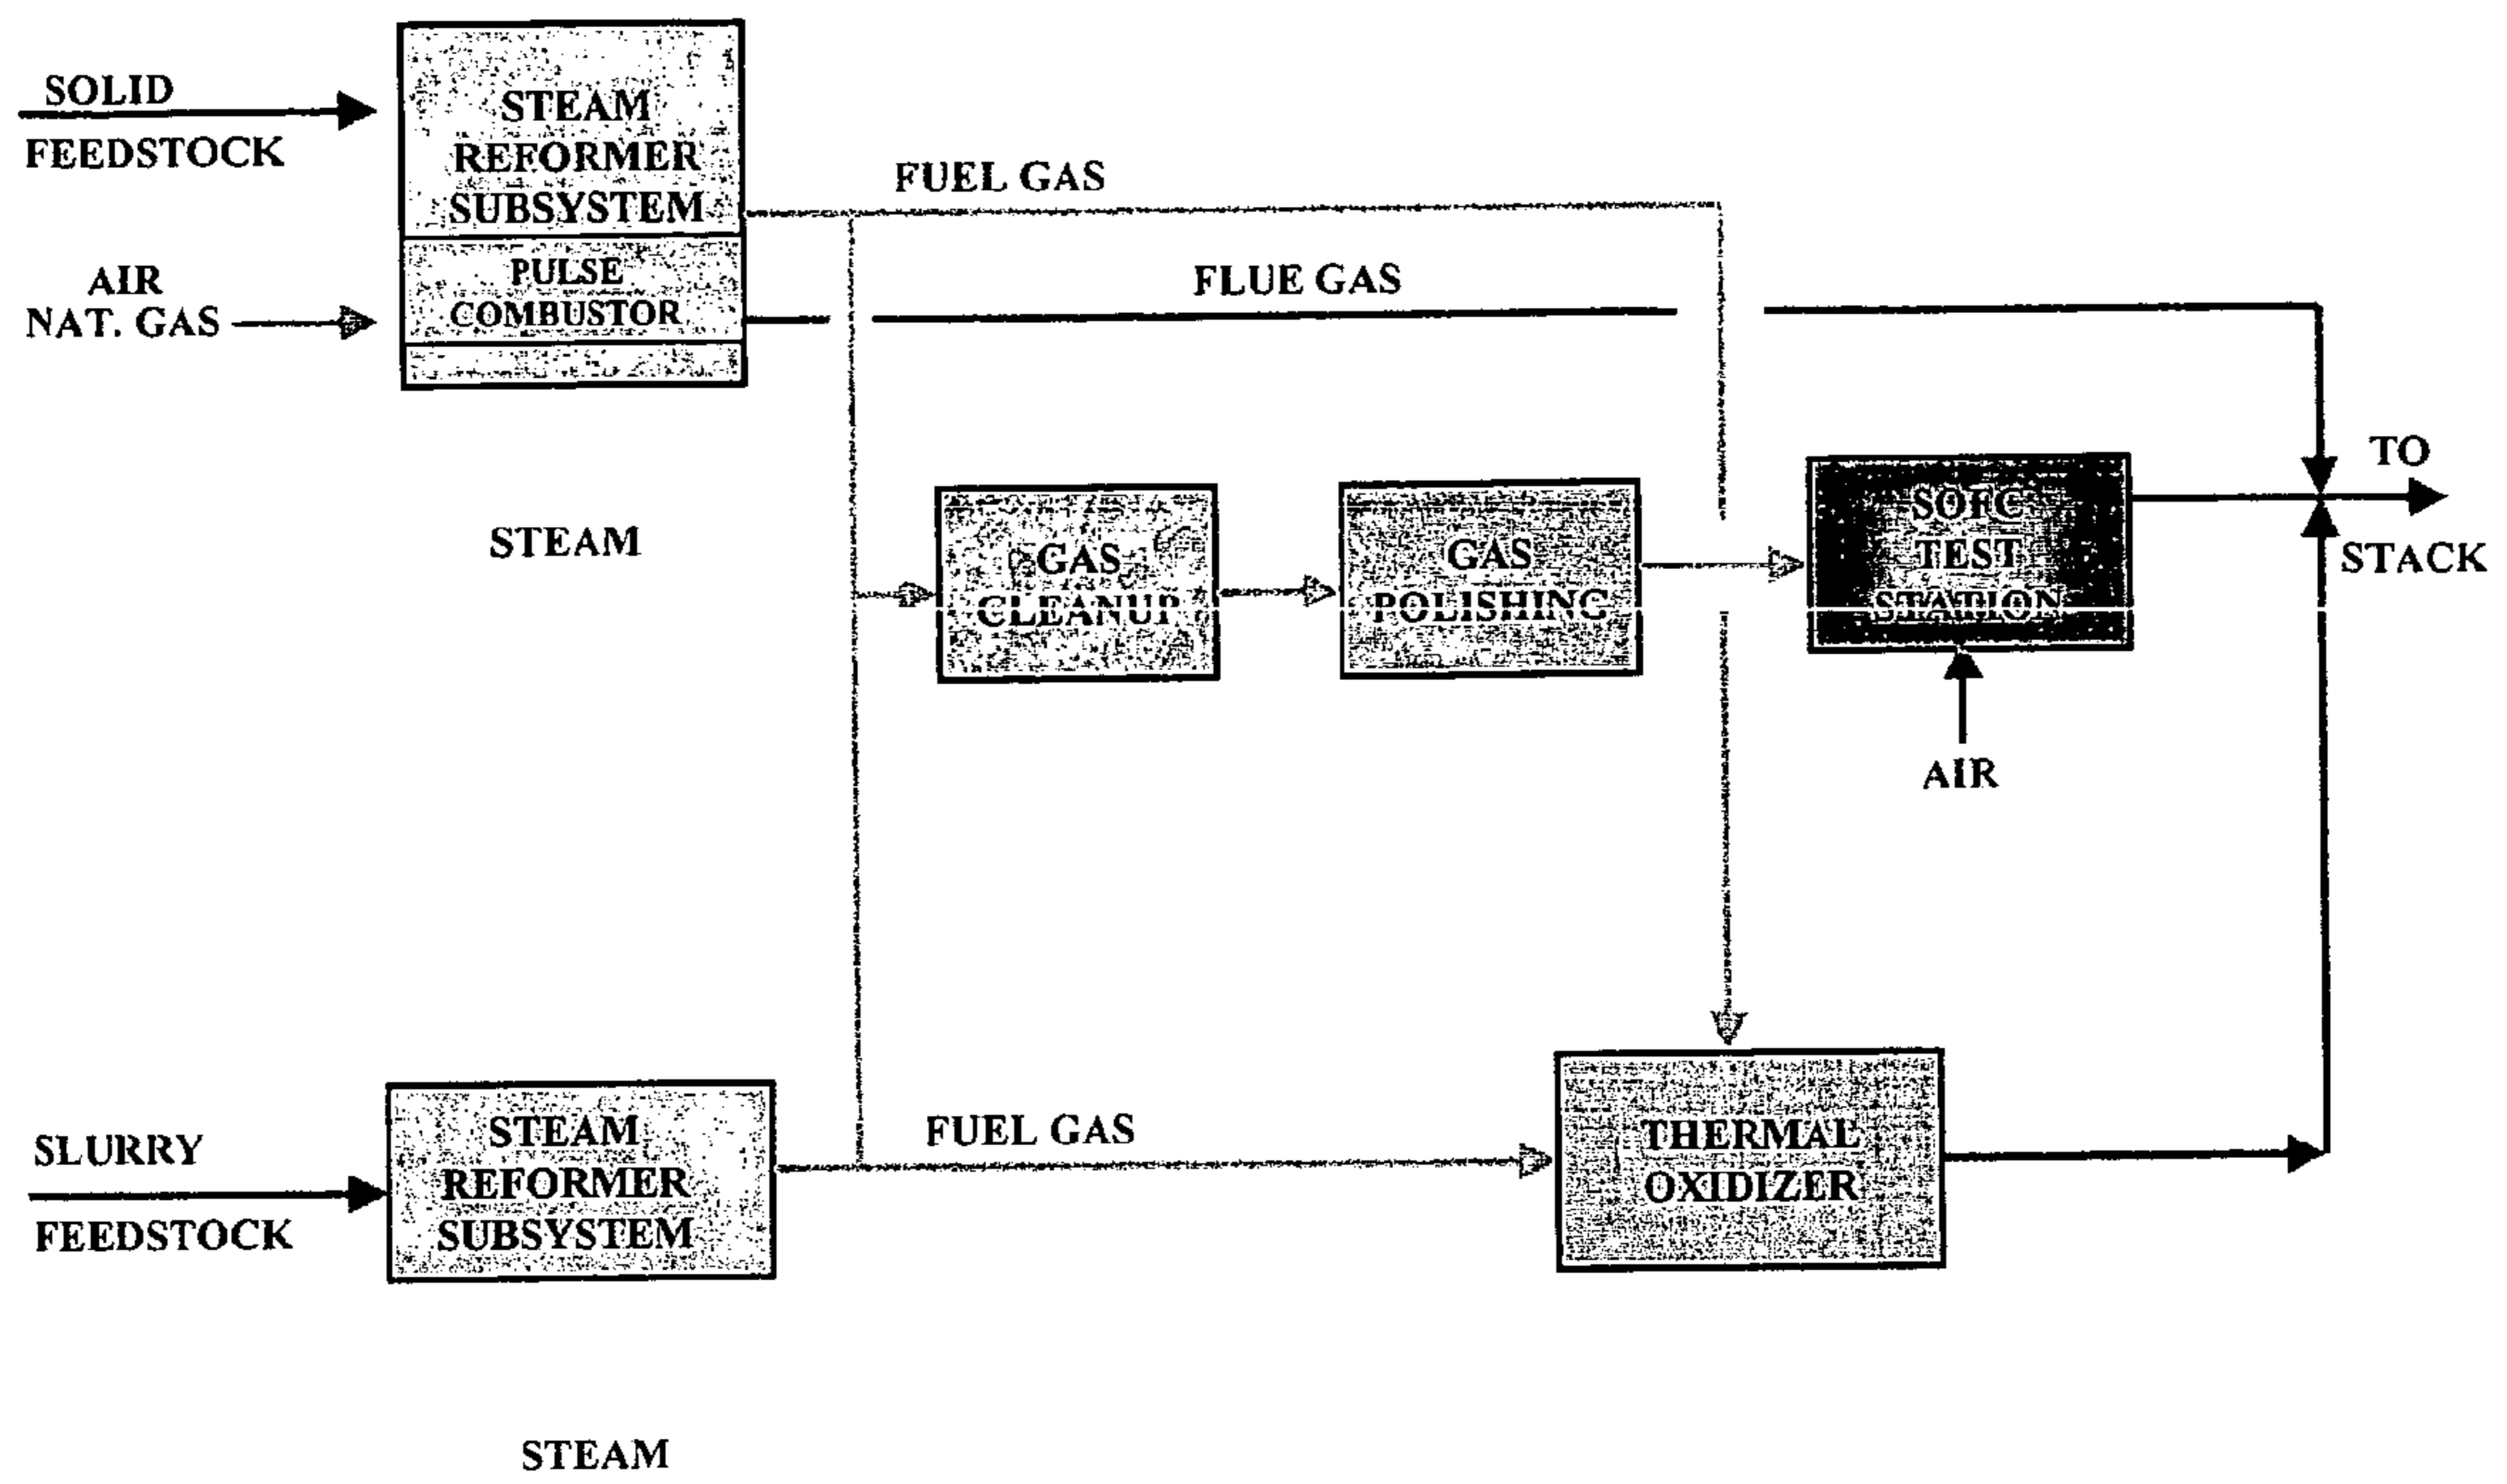 SOLID
FEEDSTOCK
STEAM
REFORMER
SUBSYSTEM
FUEL GAS
AIR
NAT. GAS
PULSE
COMBUSTOR
FLUE GAS
STEAM
GAS
CLEANUP
GAS
POLISHING
SOFC
TEST
STATION
TO
STACK
AIR
SLURRY
FEEDSTOCK
STEAM
REFORMER
SUBSYSTEM
FUEL GAS
THERMAL
OXIDIZER
STEAM